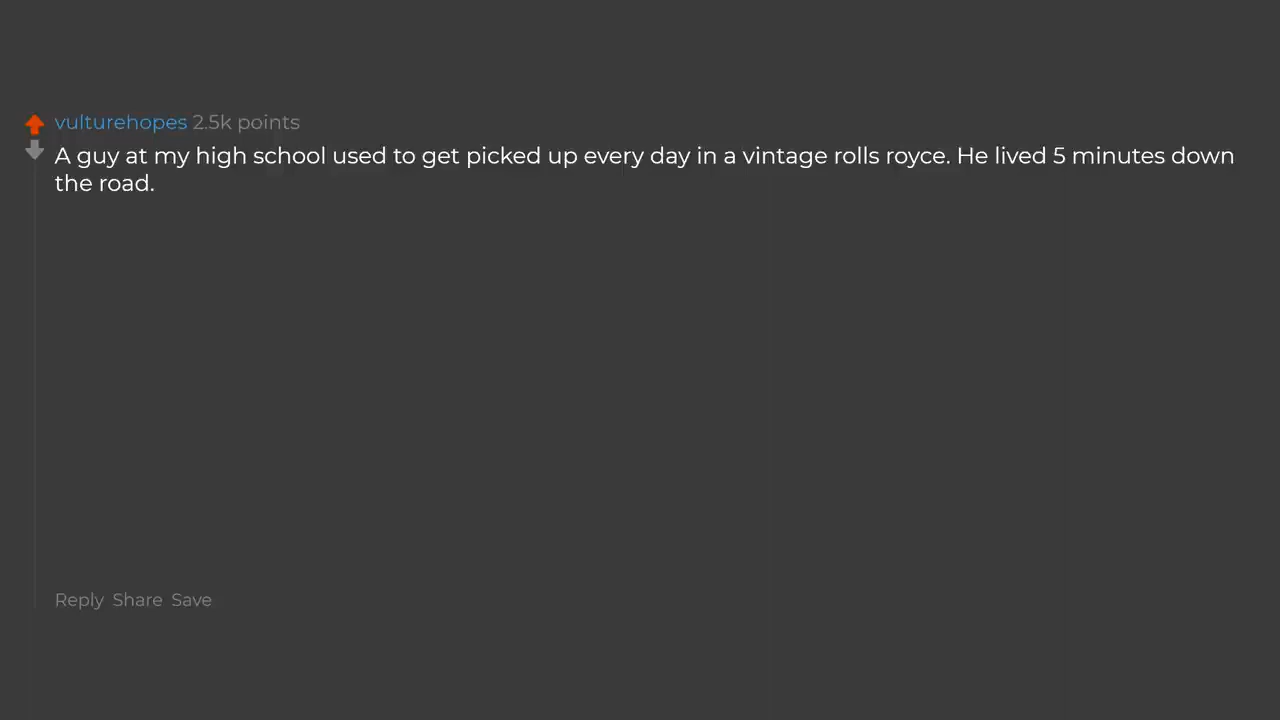 vulturehopes 2.5k points
A guy at my high school used to get picked up every day in a vintage rolls royce. He lived 5 minutes down
the road.
Reply Share Save